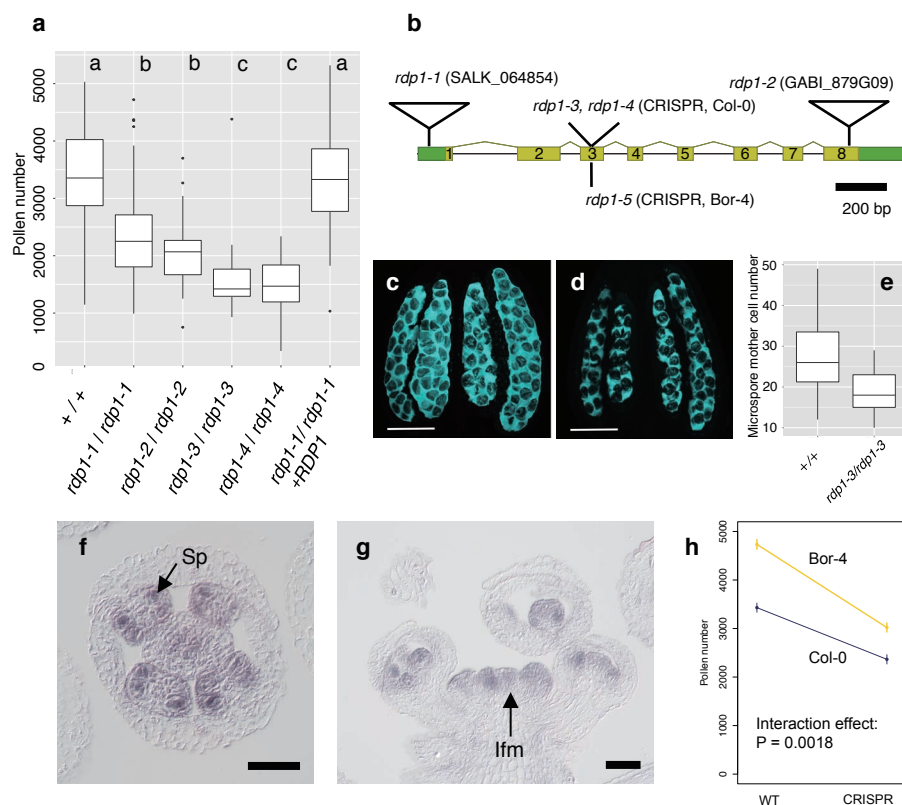 a
Pollen number
0
1000
2000
3000
4000
5000
a
b
b
c
c
a
+ / +
rdp1-1 / rdp1-1
rdp1-2 / rdp1-2
rdp1-3 / rdp1-3
rdp1-4 / rdp1-4
rdp1-1/ rdp1-1
+RDP1
b
rdp1-1 (SALK_064854)
rdp1-2 (GABI_879G09)
rdp1-3, rdp1-4 (CRISPR, Col-0)
1
2
3
4
5
6
7
8
rdp1-5 (CRISPR, Bor-4)
200 bp
c
d
e
Microspore mother cell number
10
20
30
40
50
+/+
rdp1-3/rdp1-3
f
Sp
g
lfm
h
Pollen number
0
1000
2000
3000
4000
5000
Bor-4
Col-0
Interaction effect:
P = 0.0018
WT
CRISPR